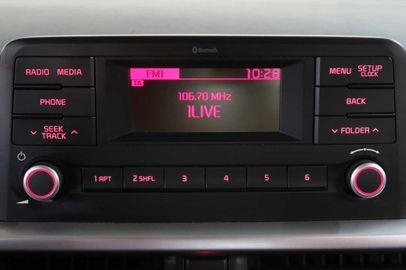 Bluetooth
RADIO MEDIA
FM1 10:28
MENU SETUP
CLOCK
TA
106.70 MHz
PHONE
1LIVE
BACK
SEEK
TRACK
FOLDER
1 RPT 2 SHFL 3 4 5 6